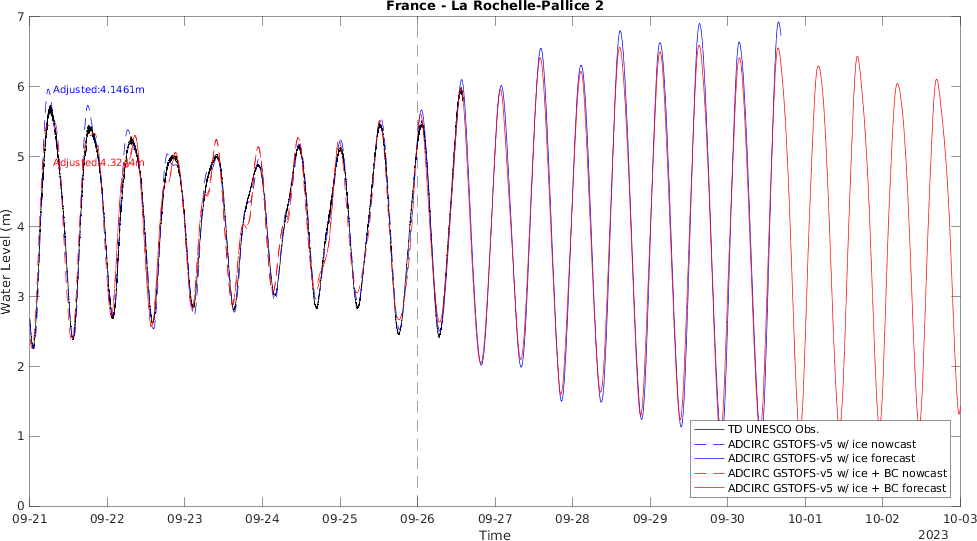 France - La Rochelle-Pallice 2
7
6
5
4
3
2
1
0
Water Level (m)
Adjusted:4.1461m
TD UNESCO Obs.
ADCIRC GSTOFS-v5 w/ ice nowcast
ADCIRC GSTOFS-v5 w/ ice forecast
ADCIRC GSTOFS-v5 w/ ice + BC nowcast
ADCIRC GSTOFS-v5 w/ ice + BC forecast
09-21 09-22 09-23 09-24 09-25 09-26 09-27 09-28 09-29 09-30 10-01 10-02 10-03
Time
2023